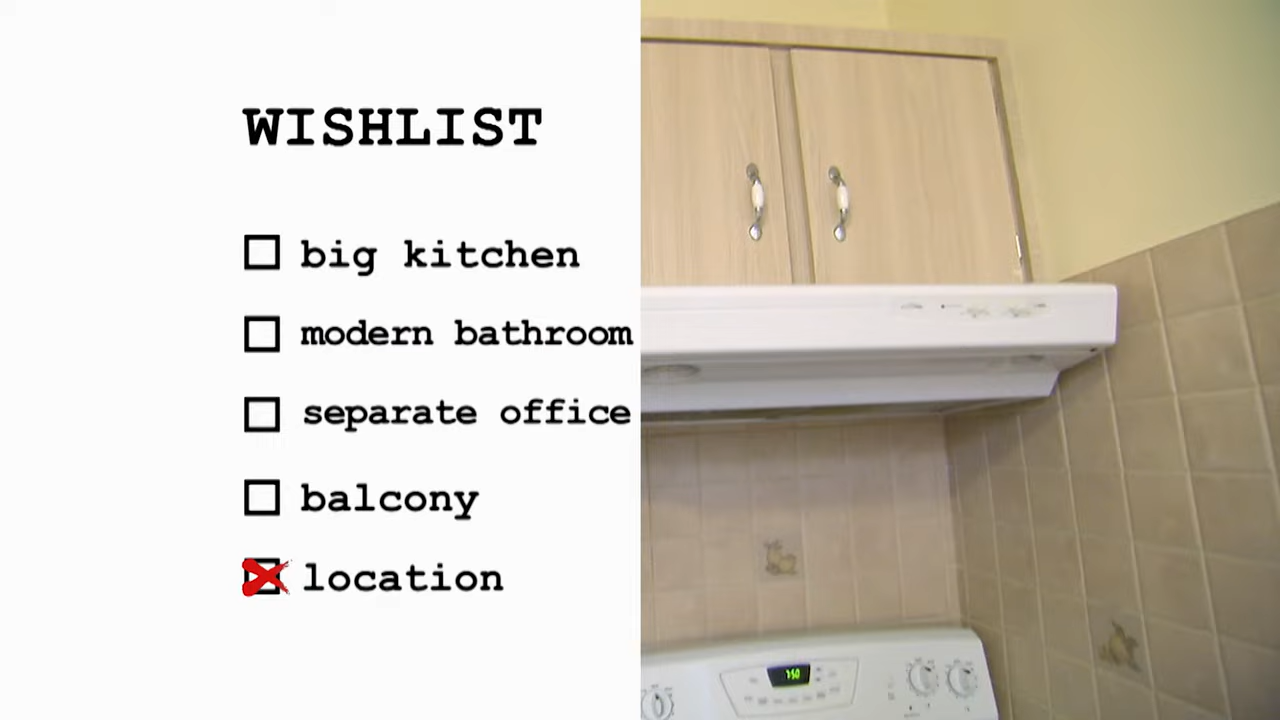 WISHLIST
big kitchen
modern bathroom
separate office
balcony
location